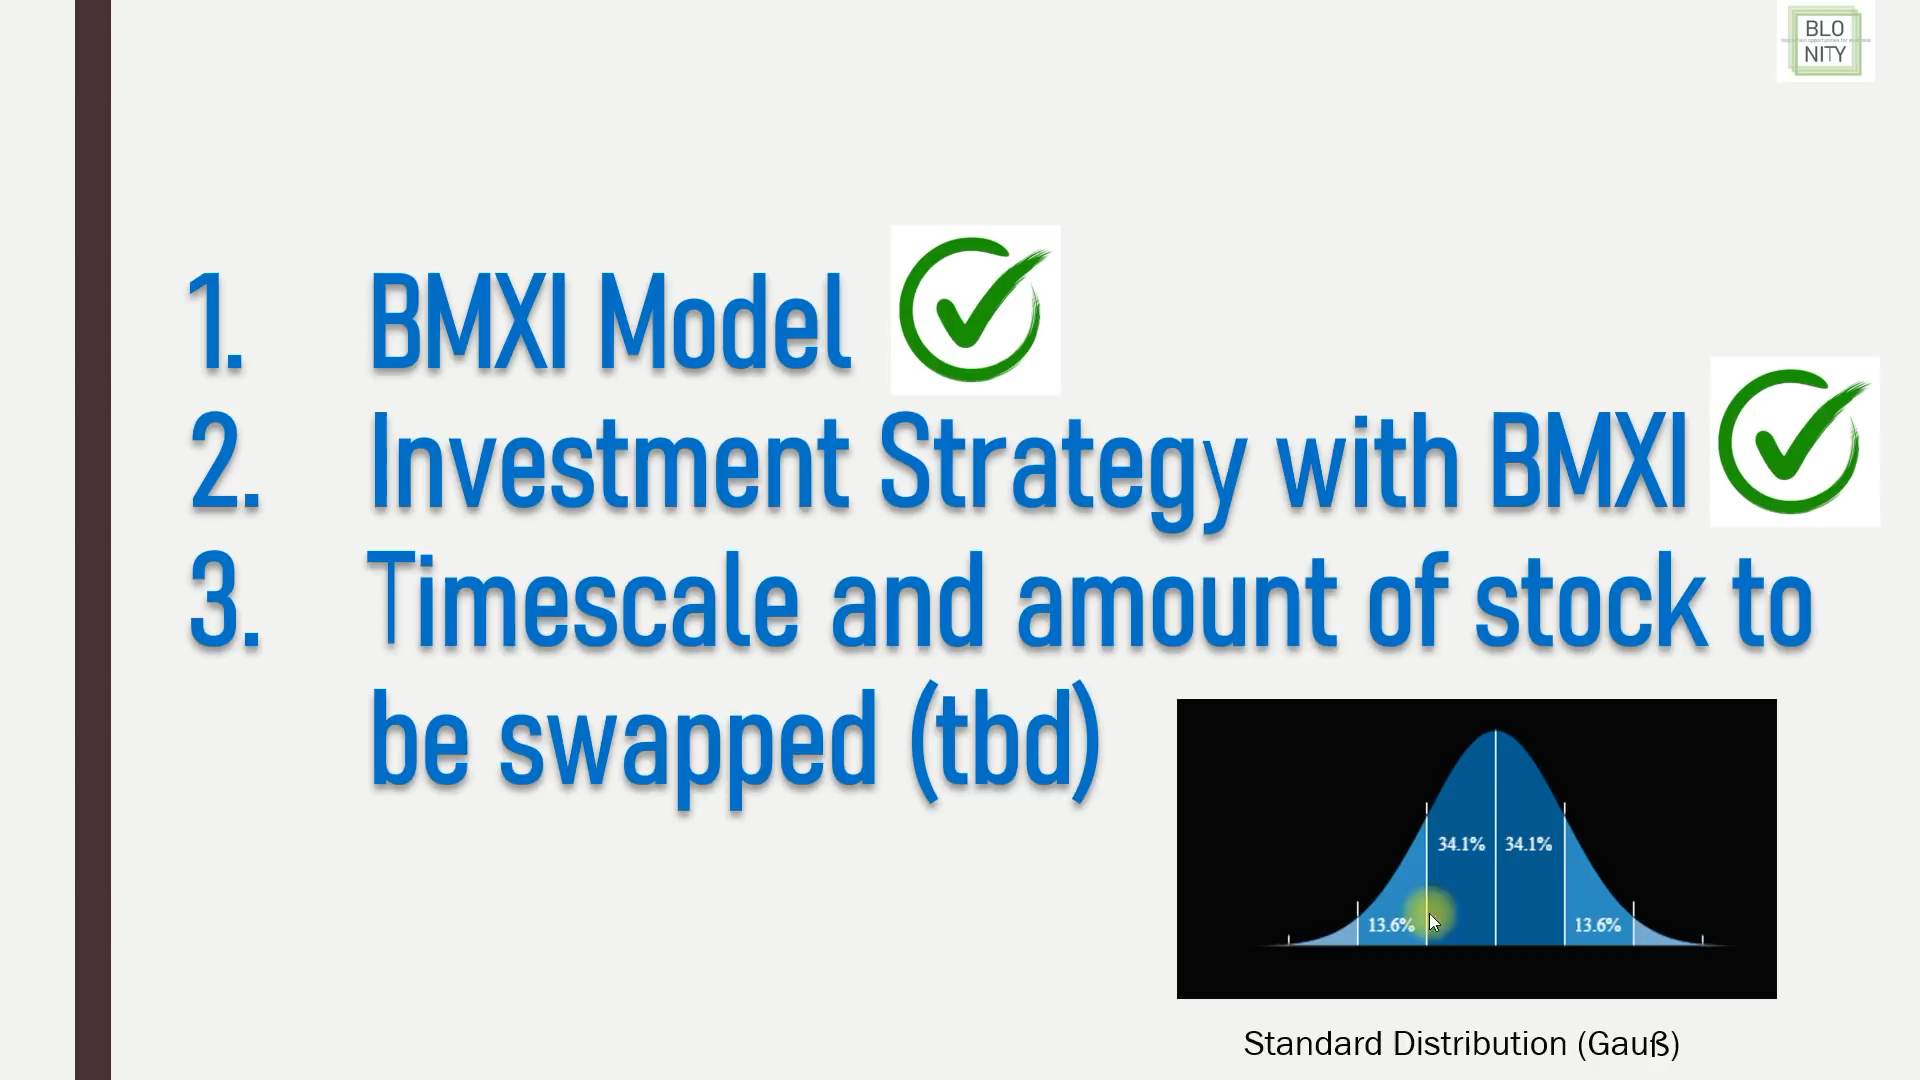 BLO
NITY
1. BMXI Model
2. Investment Strategy with BMXI
3. Timescale and amount of stock to
be swapped (tbd)
34.1% 34.1%
13.6% 13.6%
Standard Distribution (Gauß)